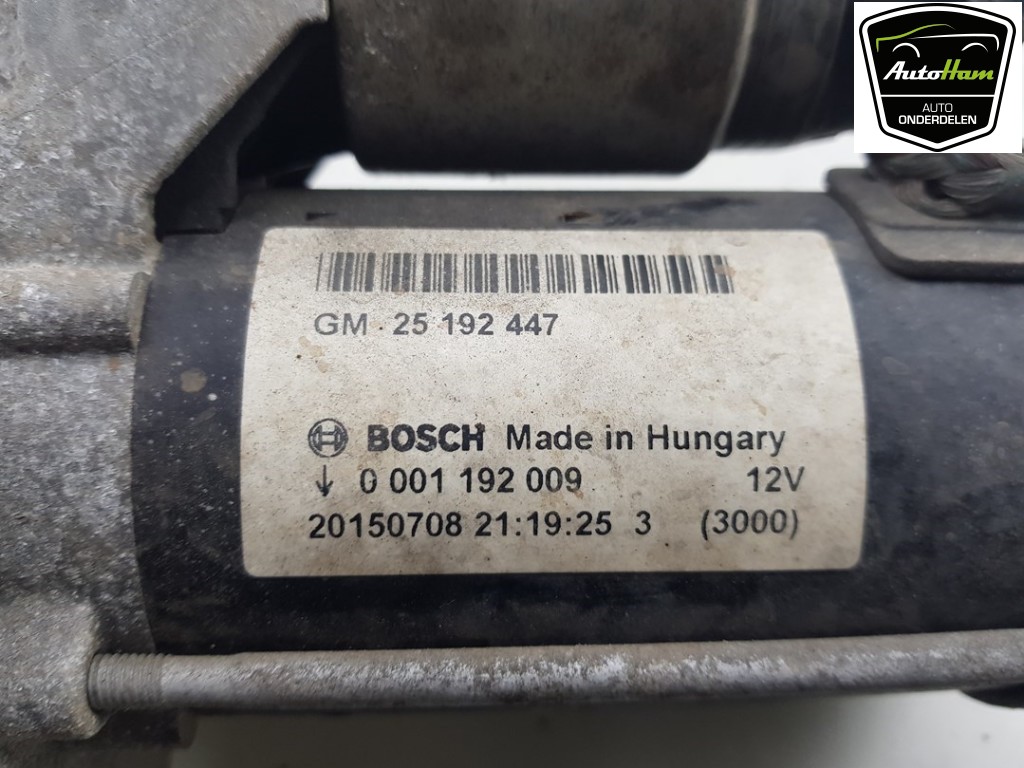 AutoHam
AUTO
ONDERDELEN
GM 25 192 447
BOSCH Made in Hungary
↓ 0 001 192 009 12V
20150708 21:19:25 3 (3000)